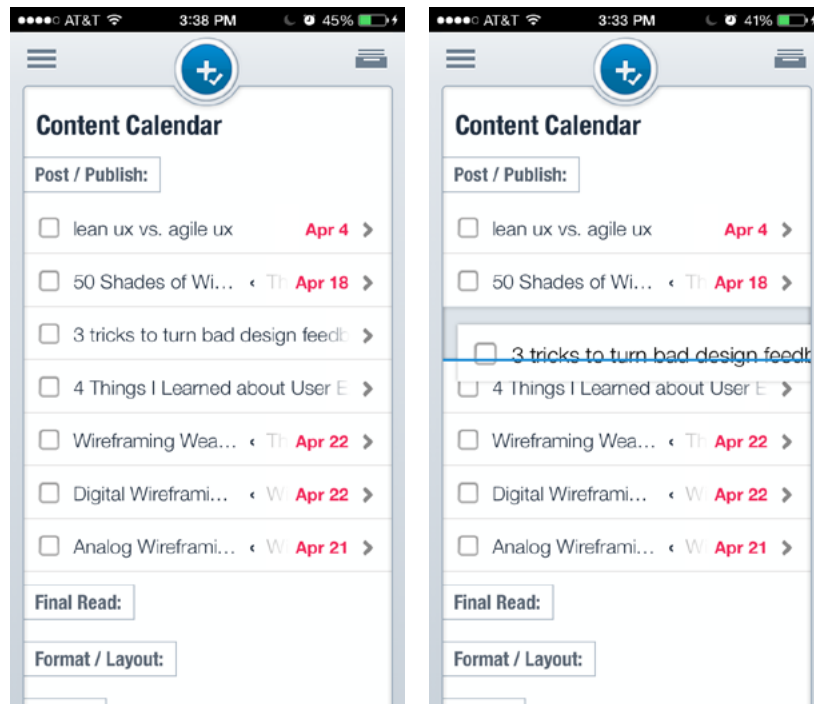 AT&T 3:38 PM 45%
Content Calendar
Post / Publish:
lean ux vs. agile ux Apr 4
50 Shades of Wi... Apr 18
3 tricks to turn bad design feedb
4 Things I Learned about User E
Wireframing Wea... Apr 22
Digital Wireframi... Apr 22
Analog Wireframi... Apr 21
Final Read:
Format / Layout:
AT&T 3:33 PM 41%
Content Calendar
Post / Publish:
lean ux vs. agile ux Apr 4
50 Shades of Wi... Apr 18
3 tricks to turn bad design feedb
4 Things I Learned about User E
Wireframing Wea... Apr 22
Digital Wireframi... Apr 22
Analog Wireframi... Apr 21
Final Read:
Format / Layout: